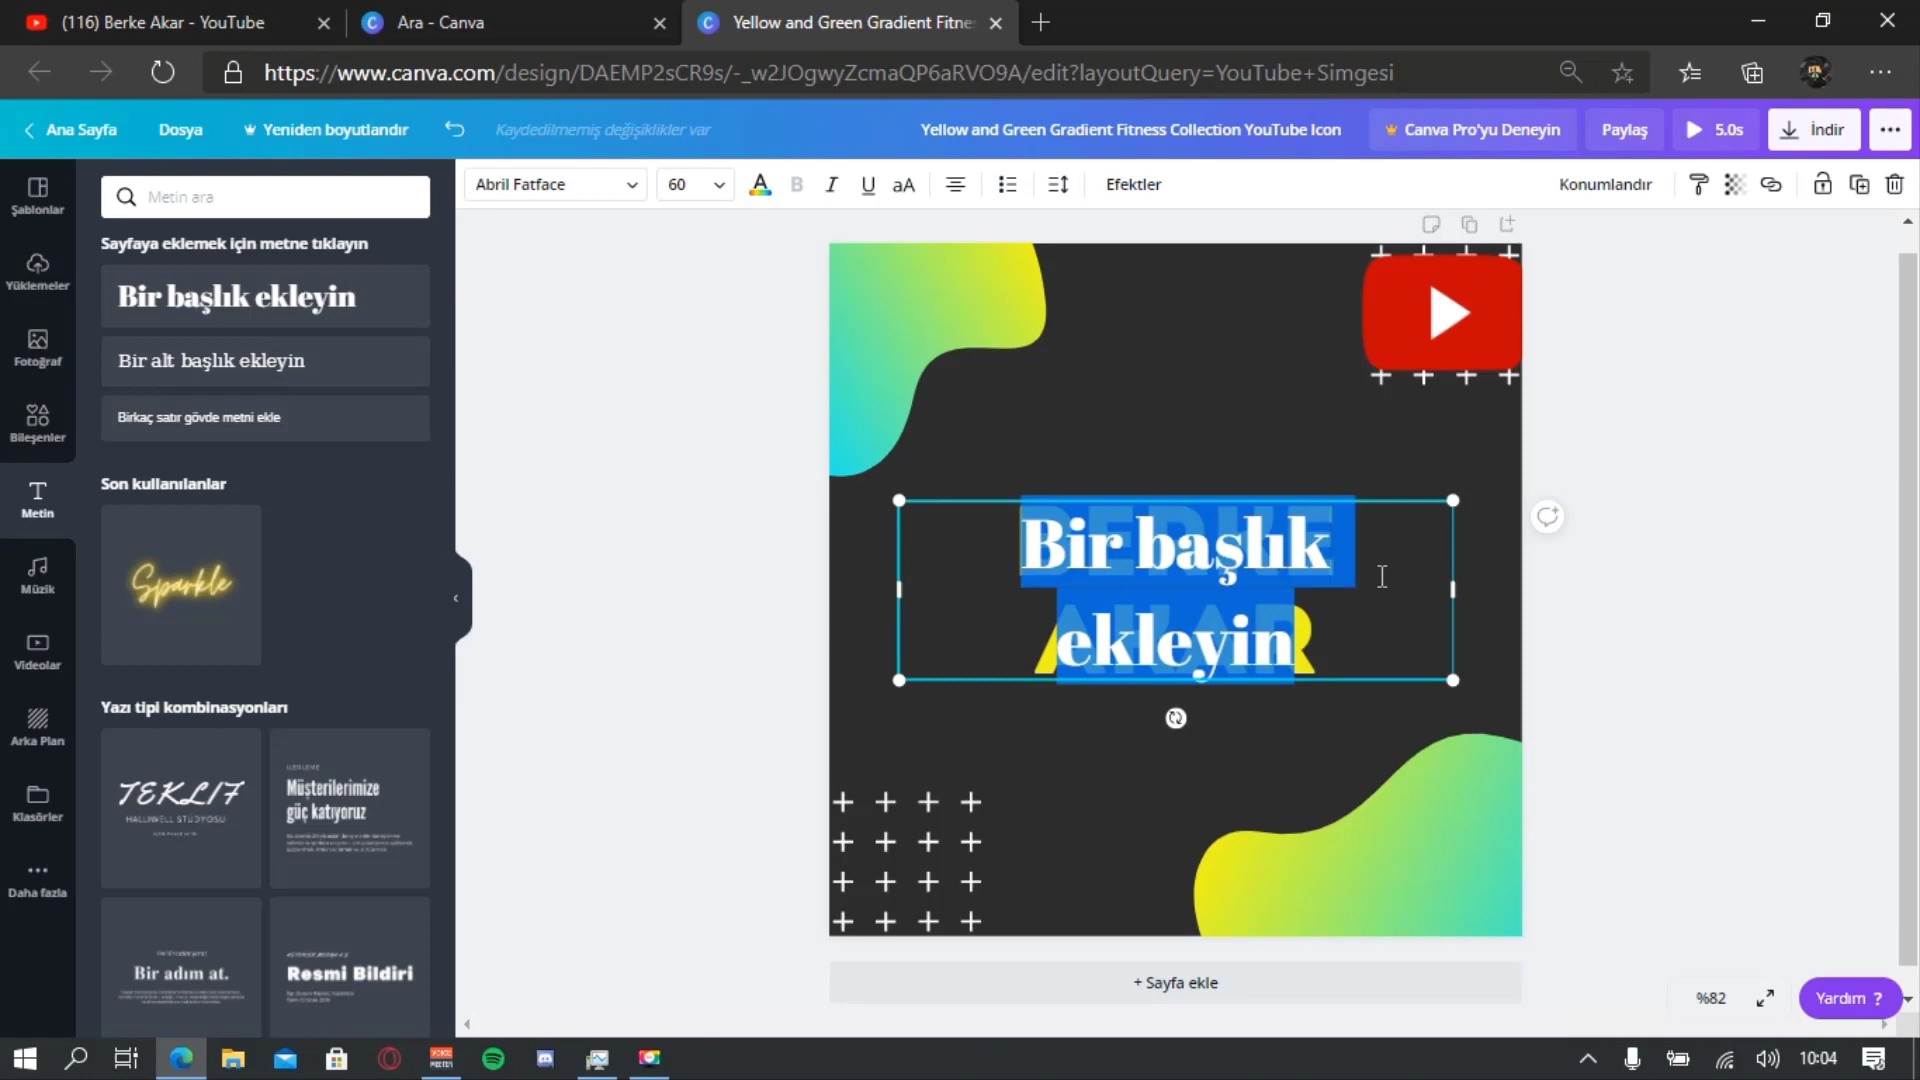 (116) Berke Akar - YouTube
Ara - Canva
Yellow and Green Gradient Fitne
https://www.canva.com/design/DAEMP2sCR9s/-_w2JOgwyZcmaQP6aRVO9A/edit?layoutQuery=YouTube+Simgesi
Ana Sayfa
Dosya
Yeniden boyutlandır
Kaydedilmemiş değişiklikler var
Yellow and Green Gradient Fitness Collection YouTube Icon
Canva Pro'yu Deneyin
Paylaş
5.0s
İndir
Abril Fatface
60
A B I U aA
Efektler
Konumlandır
Şablonlar
Yüklemeler
Fotoğraf
Bileşenler
Metin
Müzik
Videolar
Arka Plan
Klasörler
Daha fazla
Metin ara
Sayfaya eklemek için metne tıklayın
Bir başlık ekleyin
Bir alt başlık ekleyin
Birkaç satır gövde metni ekle
Son kullanılanlar
Sparkle
Yazı tipi kombinasyonları
TEKLIF
HALLIWELL STÜDYOSU
Müşterilerimize
güç katıyoruz
Bir adım at.
Resmi Bildiri
BERKE
AKAR
Bir başlık
ekleyin
+ Sayfa ekle
%82
Yardım ?
10:04